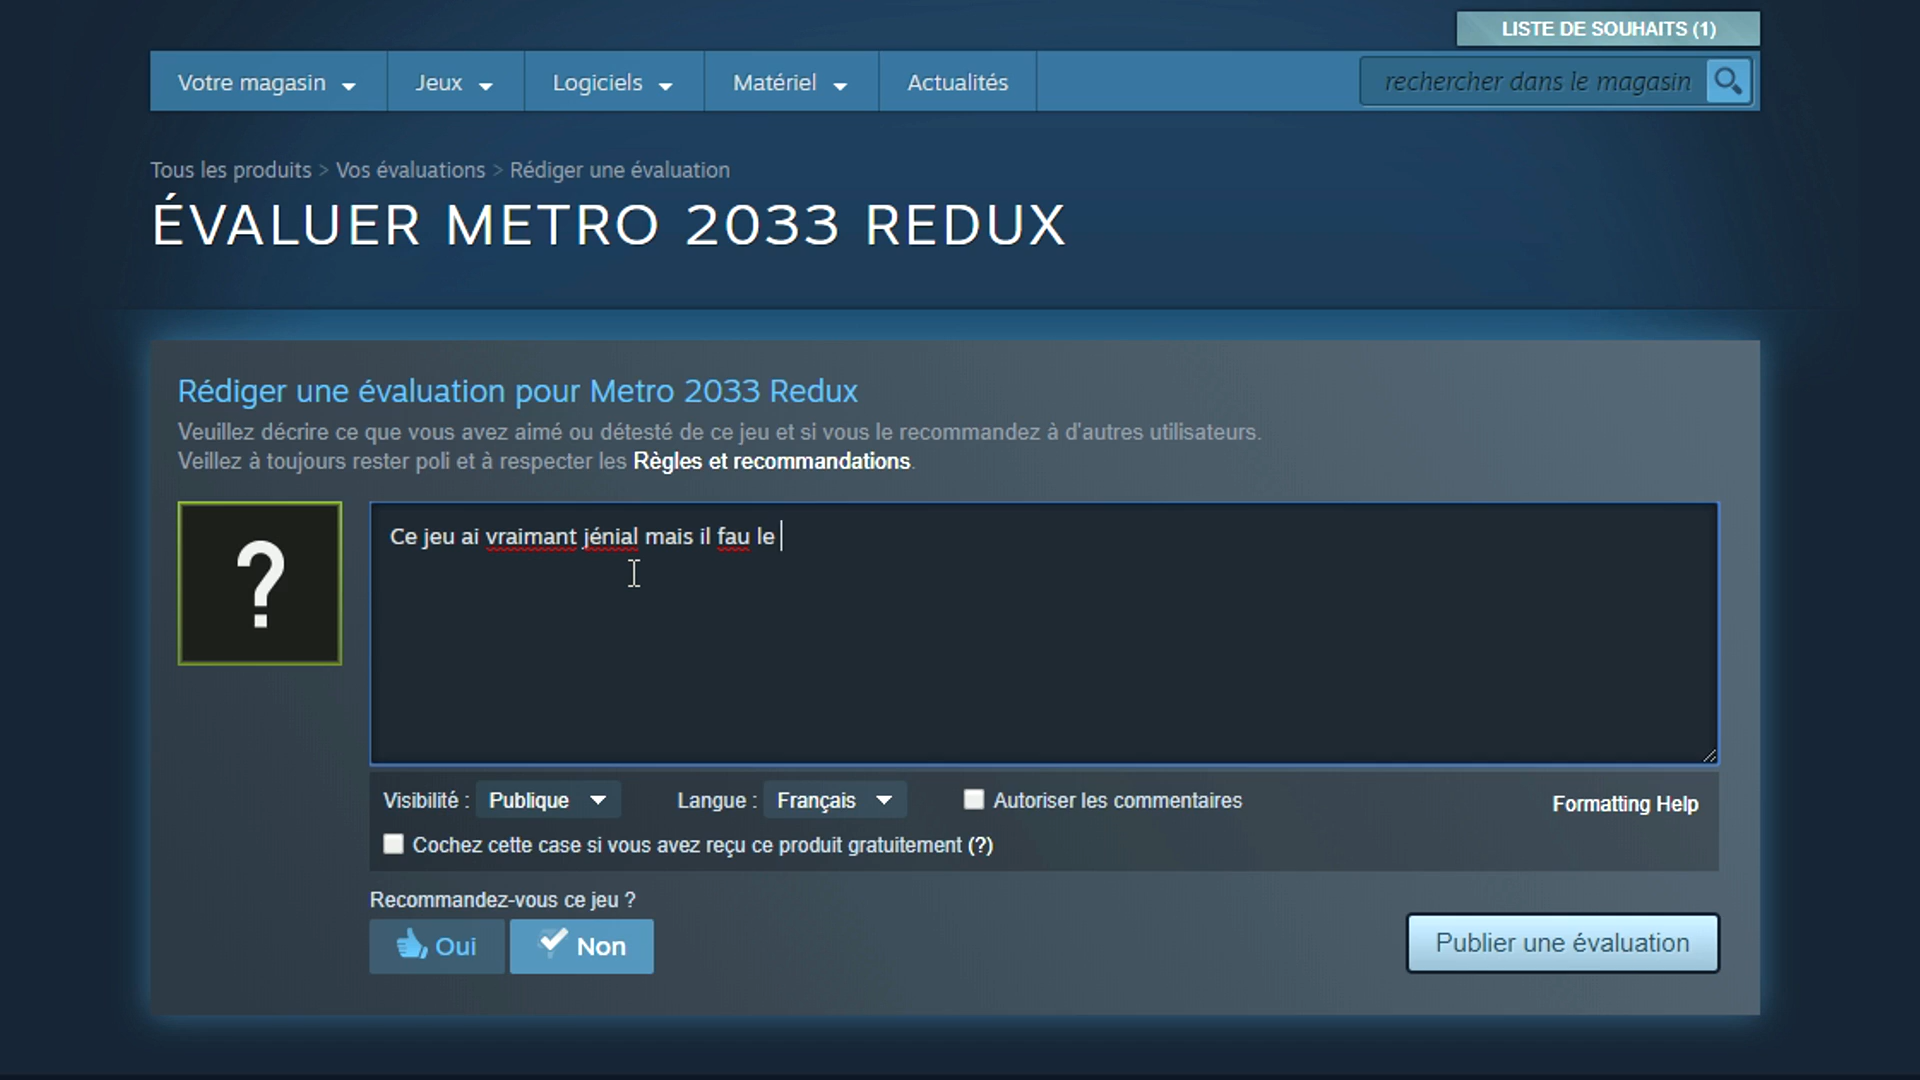 LISTE DE SOUHAITS (1)
Votre magasin Jeux Logiciels Matériel Actualités rechercher dans le magasin
Tous les produits > Vos évaluations > Rédiger une évaluation
ÉVALUER METRO 2033 REDUX
Rédiger une évaluation pour Metro 2033 Redux
Veuillez décrire ce que vous avez aimé ou détesté de ce jeu et si vous le recommandez à d'autres utilisateurs.
Veillez à toujours rester poli et à respecter les Règles et recommandations.
?
Ce jeu ai vraimant jénial mais il fau le
Visibilité : Publique Langue : Français Autoriser les commentaires Formatting Help
Cochez cette case si vous avez reçu ce produit gratuitement (?)
Recommandez-vous ce jeu ?
Oui Non Publier une évaluation